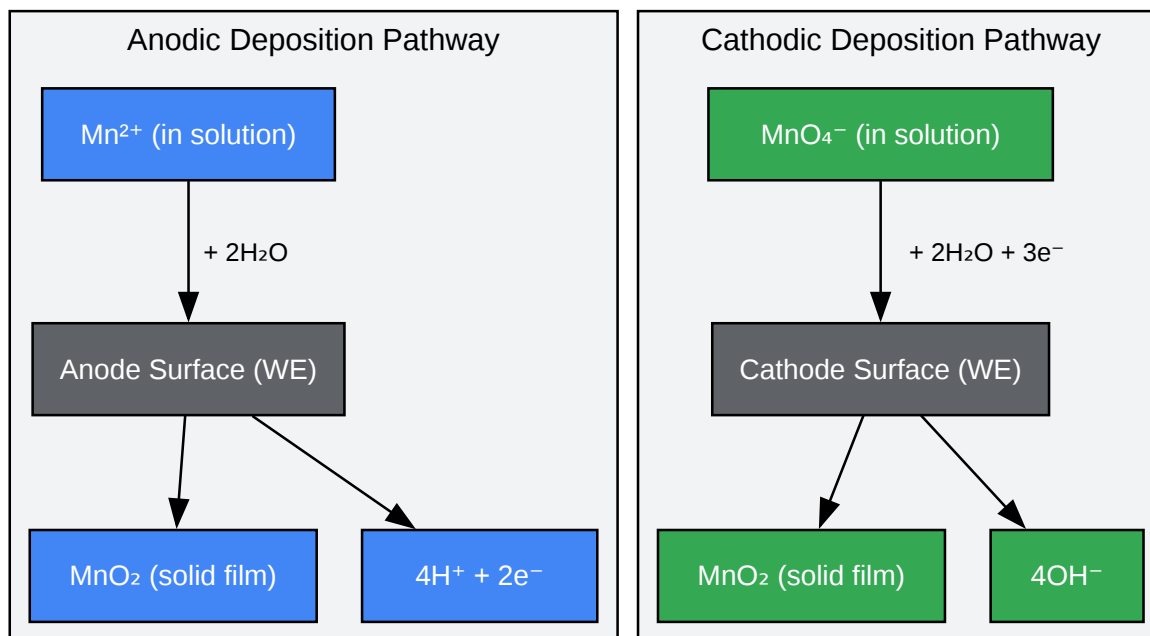 Anodic Deposition Pathway
Mn²⁺ (in solution)
+ 2H₂O
Anode Surface (WE)
MnO₂ (solid film)
4H⁺ + 2e⁻
Cathodic Deposition Pathway
MnO₄⁻ (in solution)
+ 2H₂O + 3e⁻
Cathode Surface (WE)
MnO₂ (solid film)
4OH⁻